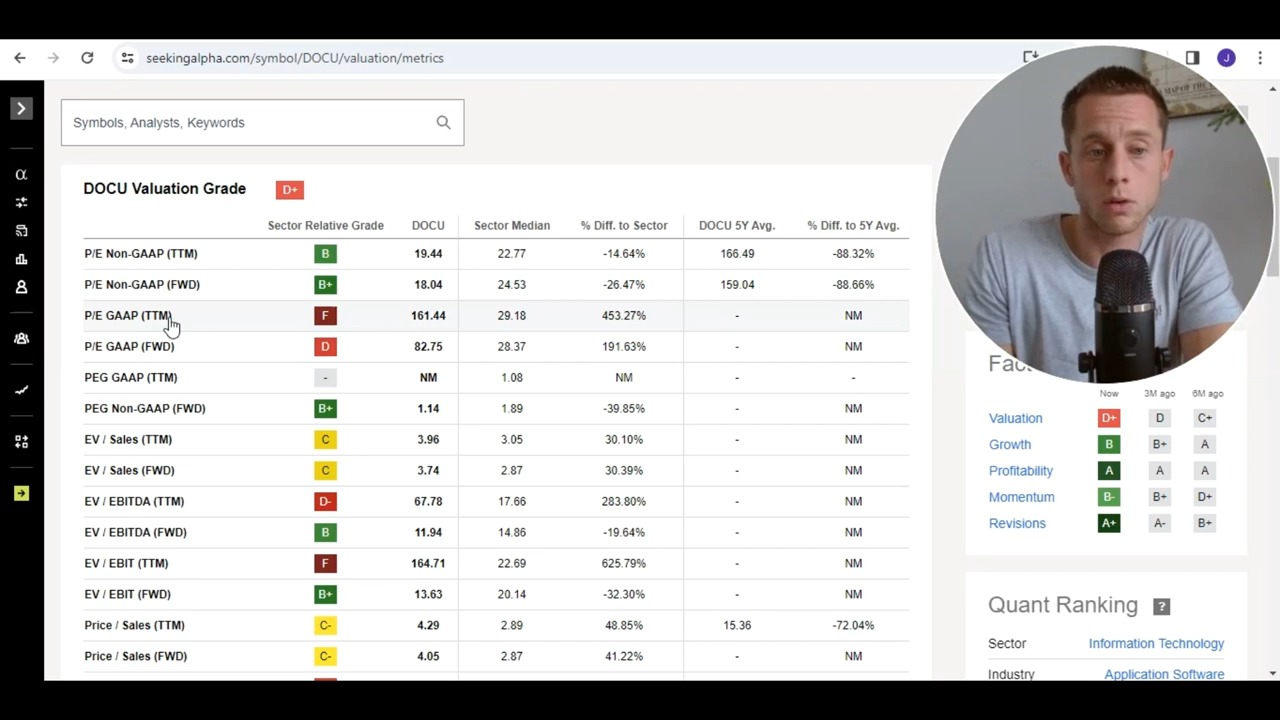 seekingalpha.com/symbol/DOCU/valuation/metrics
J
Symbols, Analysts, Keywords
DOCU Valuation Grade D+
Sector Relative Grade DOCU Sector Median % Diff. to Sector DOCU 5Y Avg. % Diff. to 5Y Avg.
P/E Non-GAAP (TTM) B 19.44 22.77 -14.64% 166.49 -88.32%
P/E Non-GAAP (FWD) B+ 18.04 24.53 -26.47% 159.04 -88.66%
P/E GAAP (TTM) F 161.44 29.18 453.27% - NM
P/E GAAP (FWD) D 82.75 28.37 191.63% - NM
PEG GAAP (TTM) - NM 1.08 NM - -
PEG Non-GAAP (FWD) B+ 1.14 1.89 -39.85% - NM
EV / Sales (TTM) C 3.96 3.05 30.10% - NM
EV / Sales (FWD) C 3.74 2.87 30.39% - NM
EV / EBITDA (TTM) D- 67.78 17.66 283.80% - NM
EV / EBITDA (FWD) B 11.94 14.86 -19.64% - NM
EV / EBIT (TTM) F 164.71 22.69 625.79% - NM
EV / EBIT (FWD) B+ 13.63 20.14 -32.30% - NM
Price / Sales (TTM) C- 4.29 2.89 48.85% 15.36 -72.04%
Price / Sales (FWD) C- 4.05 2.87 41.22% - NM
Now 3M ago 6M ago
Valuation D+ D C+
Growth B B+ A
Profitability A A A
Momentum B- B+ D+
Revisions A+ A- B+
Quant Ranking ?
Sector Information Technology
Industry Application Software